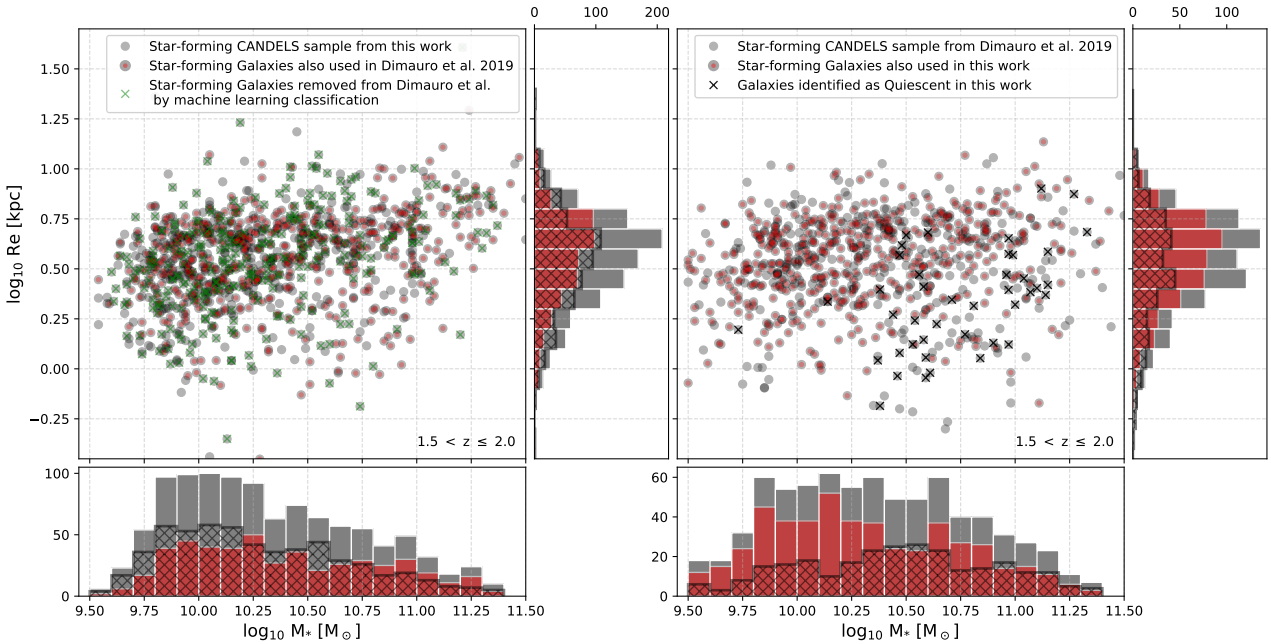 0 100 200
0 50 100
Star-forming CANDELS sample from this work
Star-forming Galaxies also used in Dimauro et al. 2019
Star-forming Galaxies removed from Dimauro et al.
by machine learning classification
Star-forming CANDELS sample from Dimauro et al. 2019
Star-forming Galaxies also used in this work
Galaxies identified as Quiescent in this work
log₁₀ Re [kpc]
1.50
1.25
1.00
0.75
0.50
0.25
0.00
−0.25
1.5 < z ≤ 2.0
1.5 < z ≤ 2.0
100
50
0
60
40
20
0
9.50 9.75 10.00 10.25 10.50 10.75 11.00 11.25 11.50
9.50 9.75 10.00 10.25 10.50 10.75 11.00 11.25 11.50
log₁₀ M* [M⊙]
log₁₀ M* [M⊙]